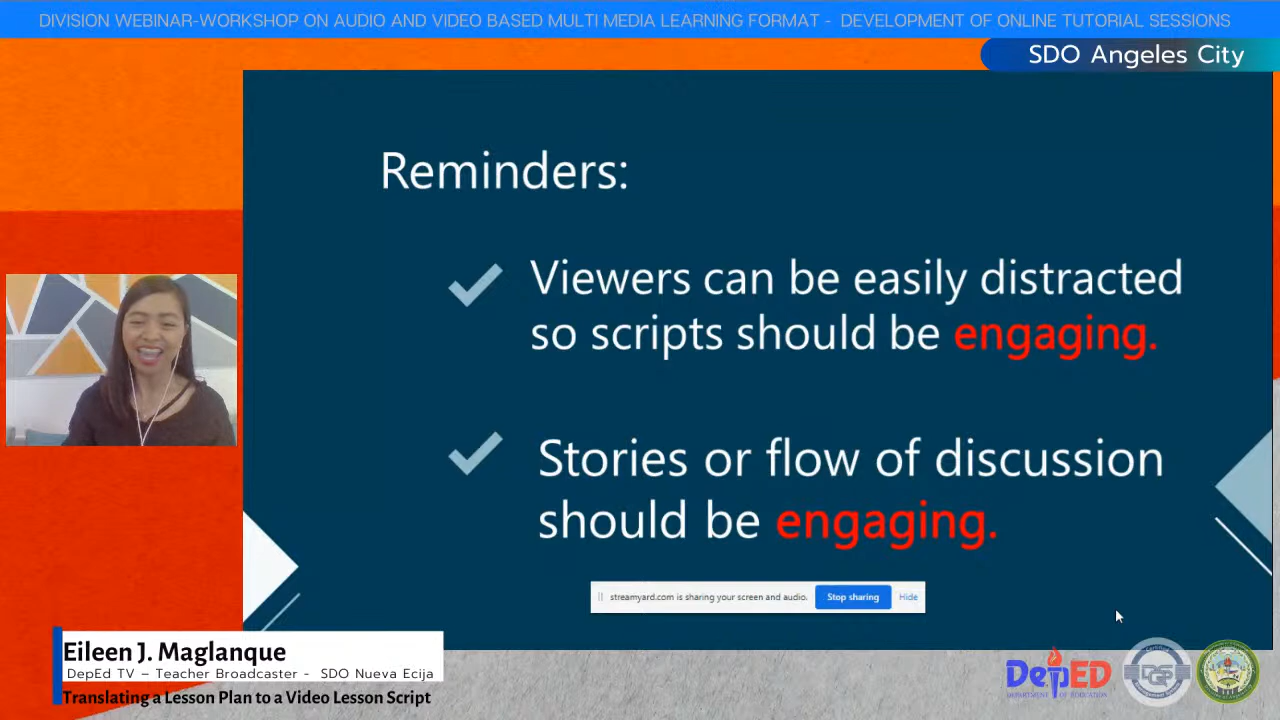 DIVISION WEBINAR-WORKSHOP ON AUDIO AND VIDEO BASED MULTI MEDIA LEARNING FORMAT - DEVELOPMENT OF ONLINE TUTORIAL SESSIONS
SDO Angeles City
Reminders:
Viewers can be easily distracted
so scripts should be engaging.
Stories or flow of discussion
should be engaging.
streamyard.com is sharing your screen and audio. Stop sharing Hide
Eileen J. Maglanque
DepEd TV – Teacher Broadcaster - SDO Nueva Ecija
Translating a Lesson Plan to a Video Lesson Script
DepED
DEPARTMENT OF EDUCATION